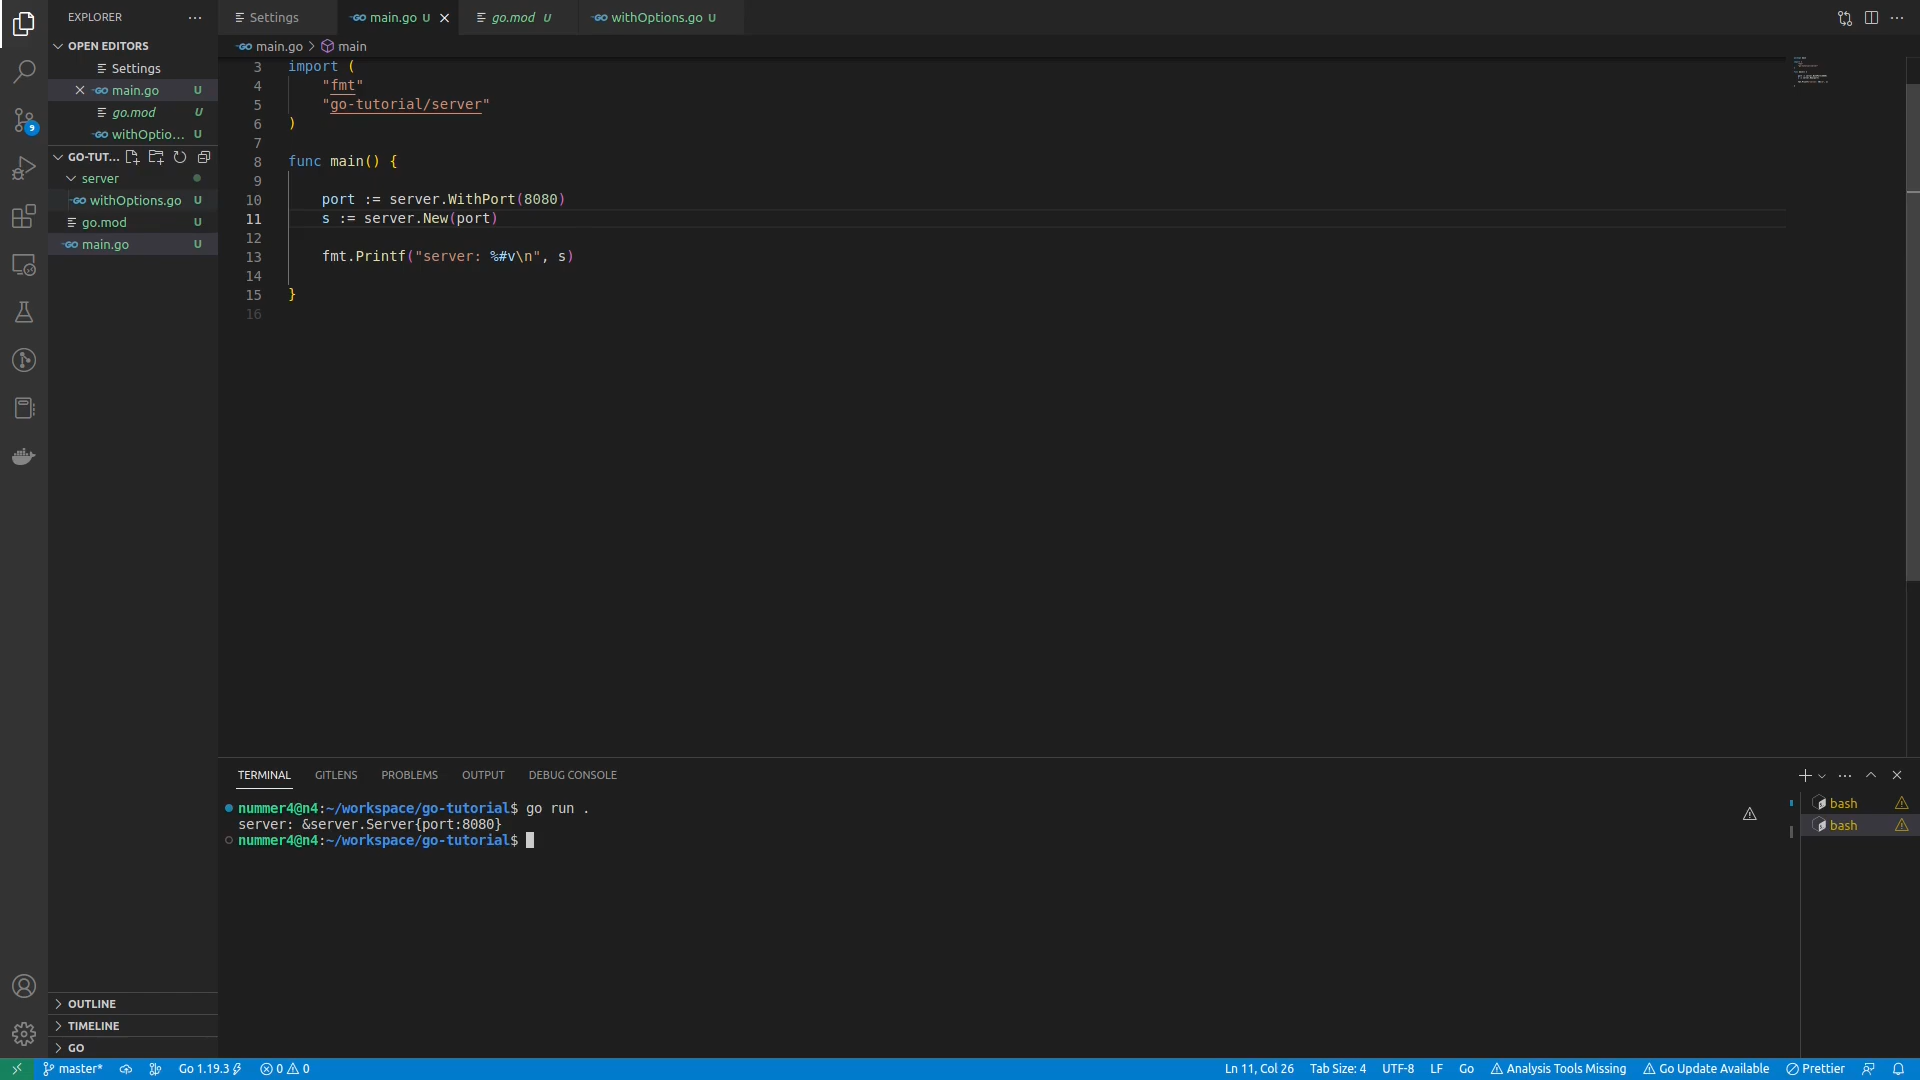 EXPLORER
OPEN EDITORS
Settings
main.go U
go.mod U
withOptio... U
GO-TUT...
server
withOptions.go U
go.mod U
main.go U
OUTLINE
TIMELINE
GO
9
Settings
main.go U
go.mod U
withOptions.go U
main.go > main
3 import (
4 "fmt"
5 "go-tutorial/server"
6 )
7
8 func main() {
9
10 port := server.WithPort(8080)
11 s := server.New(port)
12
13 fmt.Printf("server: %#v\n", s)
14
15 }
16
TERMINAL GITLENS PROBLEMS OUTPUT DEBUG CONSOLE
nummer4@n4:~/workspace/go-tutorial$ go run .
server: &server.Server{port:8080}
nummer4@n4:~/workspace/go-tutorial$
bash
bash
master* Go 1.19.3 0 0 Ln 11, Col 26 Tab Size: 4 UTF-8 LF Go Analysis Tools Missing Go Update Available Prettier